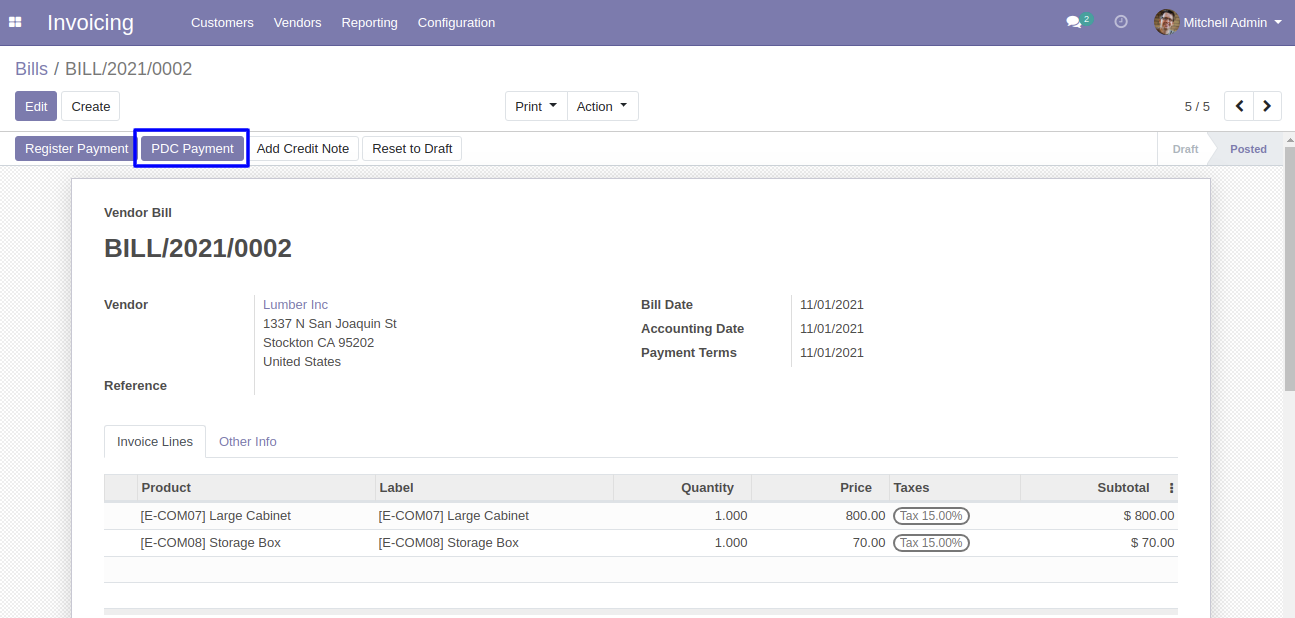 Invoicing Customers Vendors Reporting Configuration 2 Mitchell Admin
Bills / BILL/2021/0002
Edit Create Print Action 5 / 5
Register Payment PDC Payment Add Credit Note Reset to Draft Draft Posted
Vendor Bill
BILL/2021/0002
Vendor Lumber Inc Bill Date 11/01/2021
1337 N San Joaquin St
Accounting Date 11/01/2021
Stockton CA 95202
Payment Terms 11/01/2021
United States
Reference
Invoice Lines Other Info
Product Label Quantity Price Taxes Subtotal
[E-COM07] Large Cabinet [E-COM07] Large Cabinet 1.000 800.00 Tax 15.00% $ 800.00
[E-COM08] Storage Box [E-COM08] Storage Box 1.000 70.00 Tax 15.00% $ 70.00